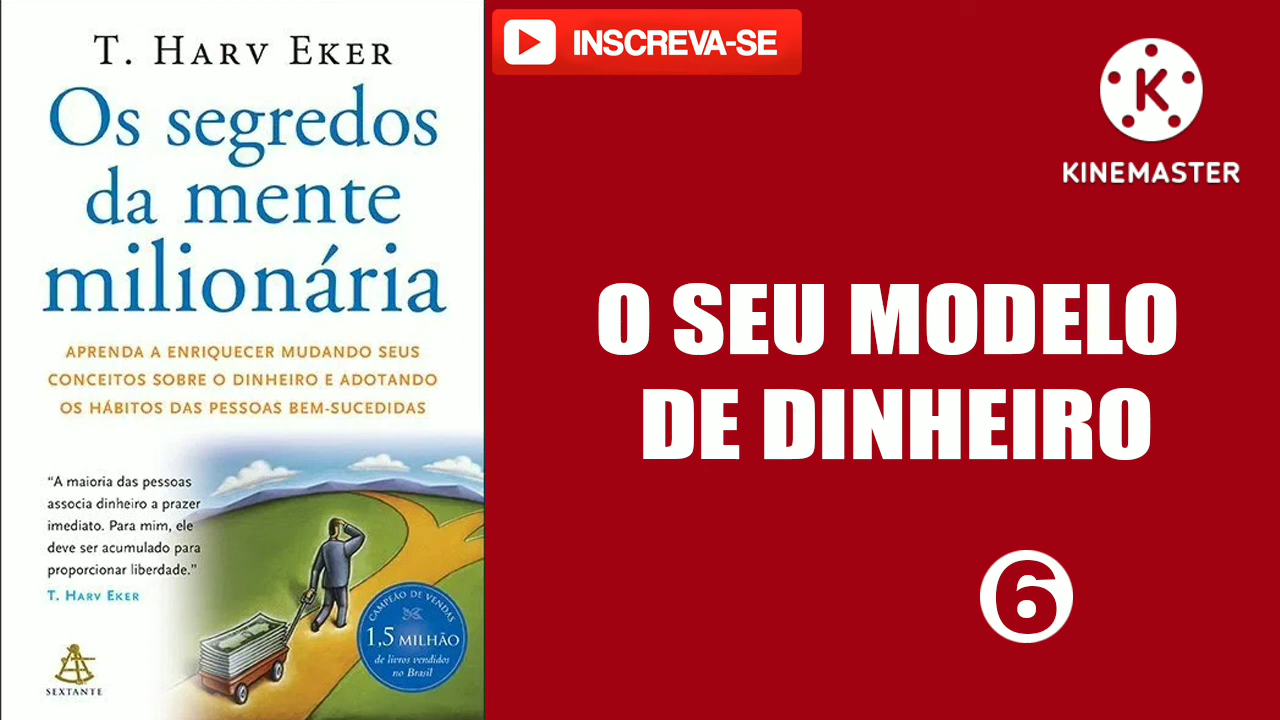 T. HARV EKER
Os segredos
da mente
milionária
APRENDA A ENRIQUECER MUDANDO SEUS
CONCEITOS SOBRE O DINHEIRO E ADOTANDO
OS HÁBITOS DAS PESSOAS BEM-SUCEDIDAS
“A maioria das pessoas
associa dinheiro a prazer
imediato. Para mim, ele
deve ser acumulado para
proporcionar liberdade.”
T. HARV EKER
CAMPEÃO DE VENDAS
1,5 MILHÃO
de livros vendidos
no Brasil
SEXTANTE
INSCREVA-SE
K
KINEMASTER
O SEU MODELO
DE DINHEIRO
6